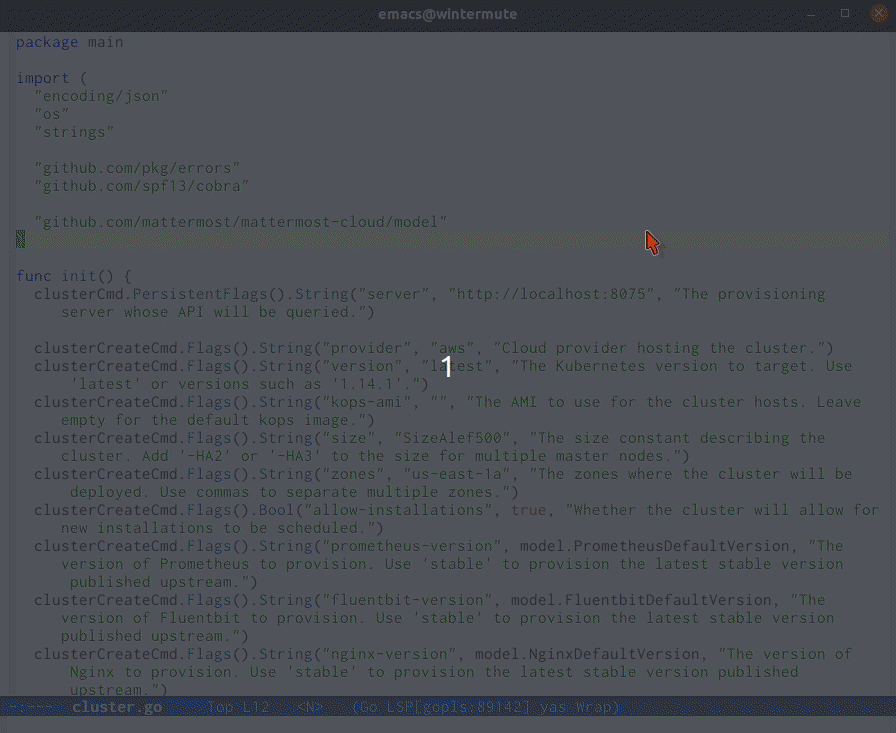 emacs@wintermute
package main
import (
"encoding/json"
"os"
"strings"
"github.com/pkg/errors"
"github.com/spf13/cobra"
"github.com/mattermost/mattermost-cloud/model"
func init() {
clusterCmd.PersistentFlags().String("server", "http://localhost:8075", "The provisioning
server whose API will be queried.")
clusterCreateCmd.Flags().String("provider", "aws", "Cloud provider hosting the cluster.")
clusterCreateCmd.Flags().String("version", "latest", "The Kubernetes version to target. Use
'latest' or versions such as '1.14.1'.")
1
clusterCreateCmd.Flags().String("kops-ami", "", "The AMI to use for the cluster hosts. Leave
empty for the default kops image.")
clusterCreateCmd.Flags().String("size", "SizeAlef500", "The size constant describing the
cluster. Add '-HA2' or '-HA3' to the size for multiple master nodes.")
clusterCreateCmd.Flags().String("zones", "us-east-1a", "The zones where the cluster will be
deployed. Use commas to separate multiple zones.")
clusterCreateCmd.Flags().Bool("allow-installations", true, "Whether the cluster will allow for
new installations to be scheduled.")
clusterCreateCmd.Flags().String("prometheus-version", model.PrometheusDefaultVersion, "The
version of Prometheus to provision. Use 'stable' to provision the latest stable version
published upstream.")
clusterCreateCmd.Flags().String("fluentbit-version", model.FluentbitDefaultVersion, "The
version of Fluentbit to provision. Use 'stable' to provision the latest stable version
published upstream.")
clusterCreateCmd.Flags().String("nginx-version", model.NginxDefaultVersion, "The version of
Nginx to provision. Use 'stable' to provision the latest stable version published
upstream.")
-:--- cluster.go Top L12 <N> (Go LSP[gopls:89142] yas Wrap)